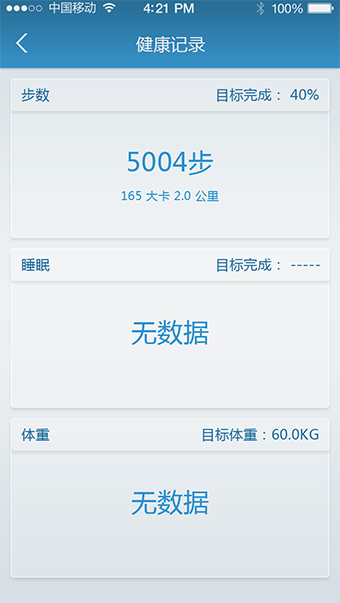 中国移动 4:21 PM 100%
健康记录
步数 目标完成： 40%
5004步
165 大卡 2.0 公里
睡眠 目标完成： -----
无数据
体重 目标体重：60.0KG
无数据